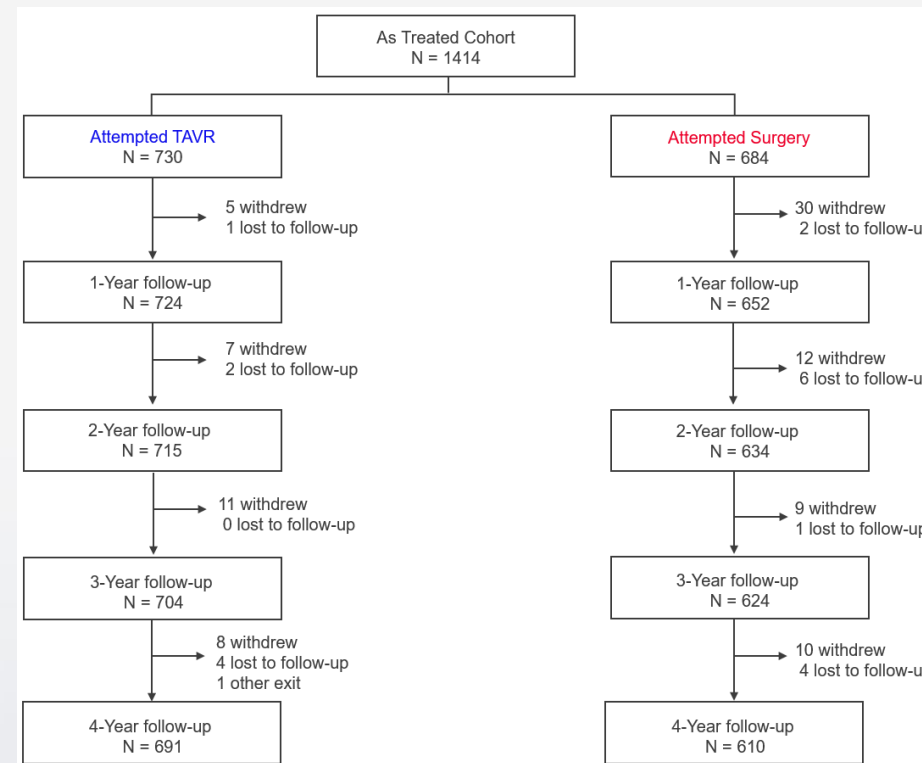 As Treated Cohort
N = 1414
Attempted TAVR
N = 730
Attempted Surgery
N = 684
5 withdrew
1 lost to follow-up
30 withdrew
2 lost to follow-u
1-Year follow-up
N = 724
1-Year follow-up
N = 652
7 withdrew
2 lost to follow-up
12 withdrew
6 lost to follow-u
2-Year follow-up
N = 715
2-Year follow-up
N = 634
11 withdrew
0 lost to follow-up
9 withdrew
1 lost to follow-up
3-Year follow-up
N = 704
3-Year follow-up
N = 624
8 withdrew
4 lost to follow-up
1 other exit
10 withdrew
4 lost to follow-u
4-Year follow-up
N = 691
4-Year follow-up
N = 610